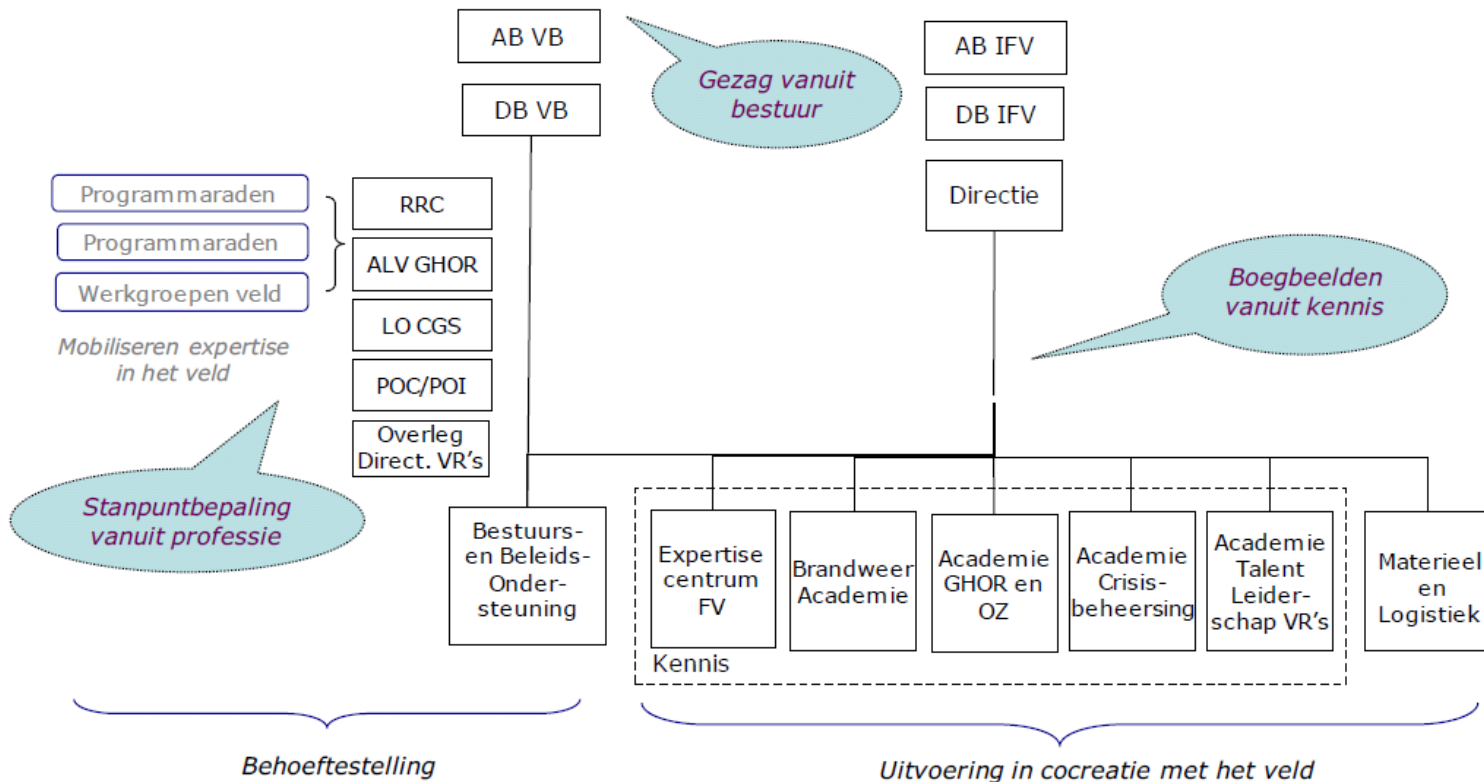 AB VB
DB VB
Gezag vanuit
bestuur
AB IFV
DB IFV
Directie
Programmaraden
Programmaraden
Werkgroepen veld
Mobiliseren expertise
in het veld
RRC
ALV GHOR
LO CGS
POC/POI
Overleg
Direct. VR's
Boegbeelden
vanuit kennis
Stanpuntbepaling
vanuit professie
Bestuurs-
en Beleids-
Onder-
steuning
Expertise
centrum
FV
Brandweer
Academie
Academie
GHOR en
OZ
Academie
Crisis-
beheersing
Academie
Talent
Leider-
schap VR's
Materieel
en
Logistiek
Kennis
Behoeftestelling
Uitvoering in cocreatie met het veld